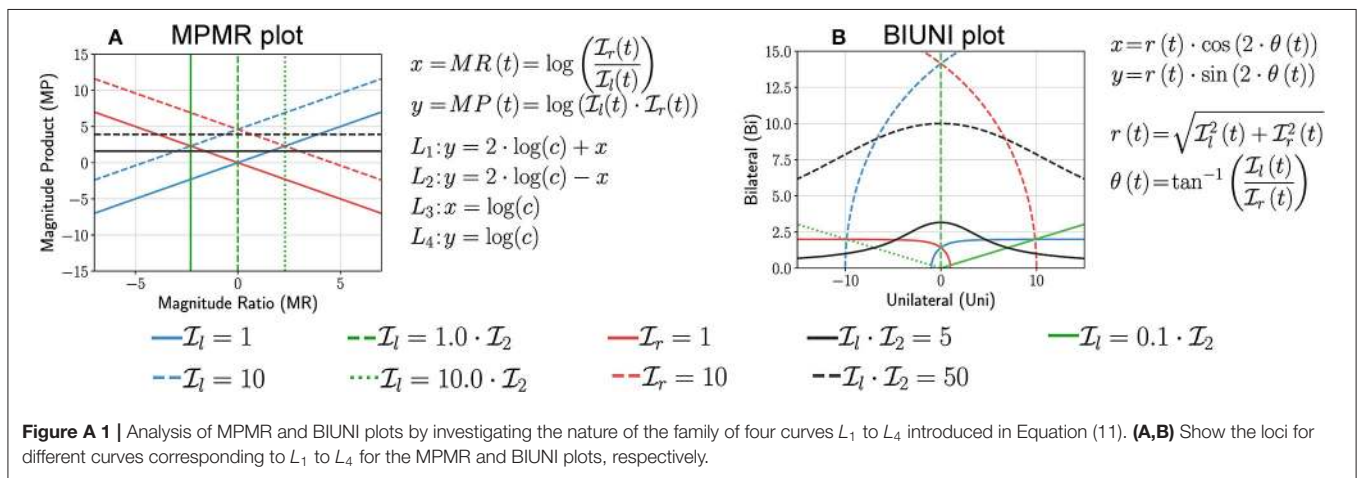 A MPMR plot
15
10
5
0
−5
−10
−15
Magnitude Product (MP)
−5 0 5
Magnitude Ratio (MR)
x=MR(t)=log(ℐr(t)/ℐl(t))
y=MP(t)=log(ℐl(t)·ℐr(t))
L1:y=2·log(c)+x
L2:y=2·log(c)−x
L3:x=log(c)
L4:y=log(c)
B BIUNI plot
15.0
12.5
10.0
7.5
5.0
2.5
0.0
Bilateral (Bi)
−10 0 10
Unilateral (Uni)
x=r(t)·cos(2·θ(t))
y=r(t)·sin(2·θ(t))
r(t)=√(ℐl²(t)+ℐr²(t))
θ(t)=tan⁻¹(ℐl(t)/ℐr(t))
ℐl=1 ℐl=1.0·ℐ2 ℐr=1 ℐl·ℐ2=5 ℐl=0.1·ℐ2
ℐl=10 ℐl=10.0·ℐ2 ℐr=10 ℐl·ℐ2=50
Figure A 1 | Analysis of MPMR and BIUNI plots by investigating the nature of the family of four curves L1 to L4 introduced in Equation (11). (A,B) Show the loci for
different curves corresponding to L1 to L4 for the MPMR and BIUNI plots, respectively.